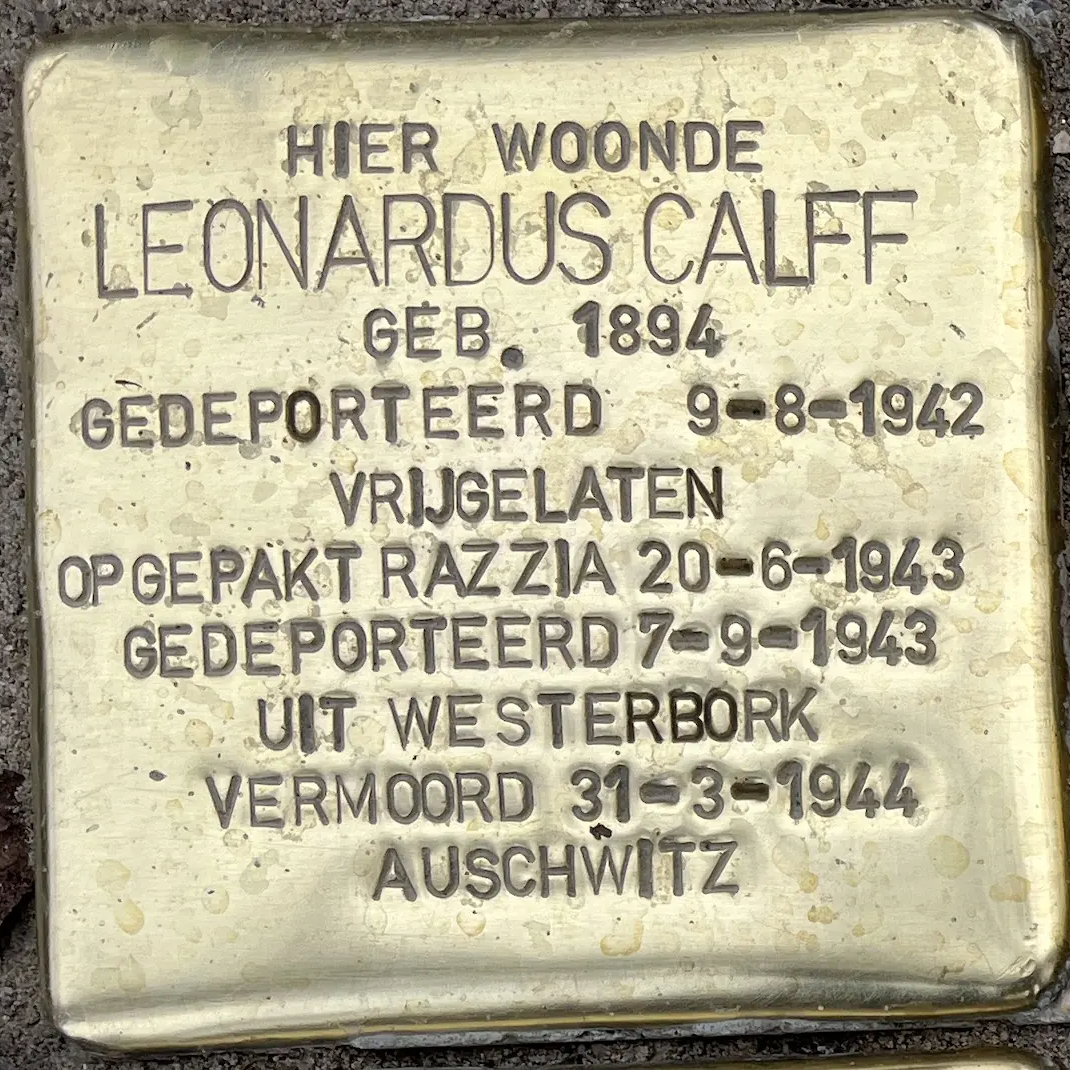 HIER WOONDE
LEONARDUS CALFF
GEB. 1894
GEDEPORTEERD 9-8-1942
VRIJGELATEN
OPGEPAKT RAZZIA 20-6-1943
GEDEPORTEERD 7-9-1943
UIT WESTERBORK
VERMOORD 31-3-1944
AUSCHWITZ